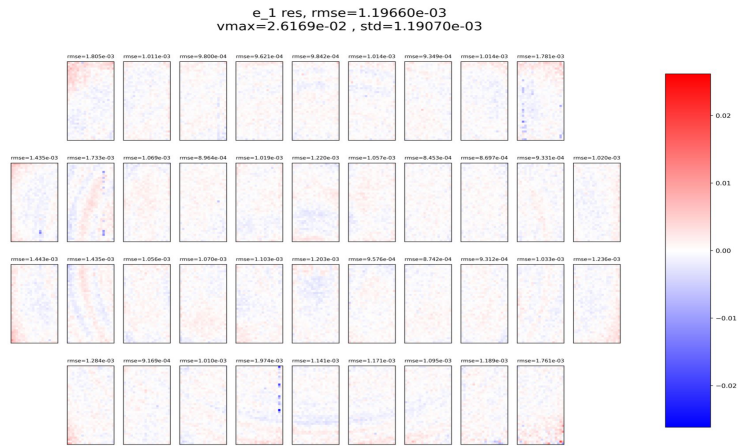 e_1 res, rmse=1.19660e-03
vmax=2.6169e-02 , std=1.19070e-03
rmse=1.805e-03 rmse=1.011e-03 rmse=9.800e-04 rmse=9.621e-04 rmse=9.842e-04 rmse=1.014e-03 rmse=9.349e-04 rmse=1.014e-03 rmse=1.781e-03
rmse=1.435e-03 rmse=1.733e-03 rmse=1.069e-03 rmse=8.964e-04 rmse=1.019e-03 rmse=1.220e-03 rmse=1.057e-03 rmse=8.453e-04 rmse=8.697e-04 rmse=9.331e-04 rmse=1.020e-03
rmse=1.443e-03 rmse=1.435e-03 rmse=1.056e-03 rmse=1.070e-03 rmse=1.103e-03 rmse=1.203e-03 rmse=9.576e-04 rmse=8.742e-04 rmse=9.312e-04 rmse=1.033e-03 rmse=1.236e-03
rmse=1.284e-03 rmse=9.169e-04 rmse=1.010e-03 rmse=1.974e-03 rmse=1.141e-03 rmse=1.171e-03 rmse=1.095e-03 rmse=1.189e-03 rmse=1.761e-03
0.02
0.01
0.00
−0.01
−0.02